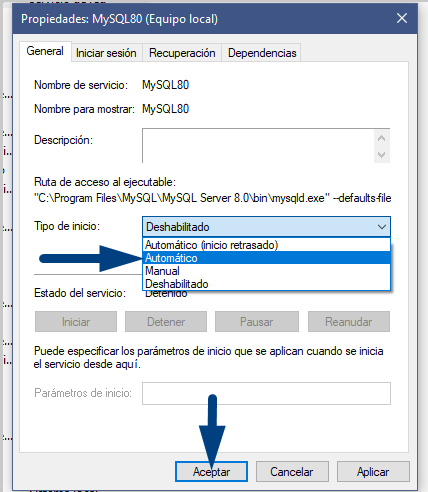 Propiedades: MySQL80 (Equipo local)
General Iniciar sesión Recuperación Dependencias
Nombre de servicio: MySQL80
Nombre para mostrar: MySQL80
Descripción:
Ruta de acceso al ejecutable:
"C:\Program Files\MySQL\MySQL Server 8.0\bin\mysqld.exe" --defaults-file
Tipo de inicio: Deshabilitado
Automático (inicio retrasado)
Automático
Manual
Deshabilitado
Estado del servicio: Detenido
Iniciar Detener Pausar Reanudar
Puede especificar los parámetros de inicio que se aplican cuando se inicia
el servicio desde aquí.
Parámetros de inicio:
Aceptar Cancelar Aplicar